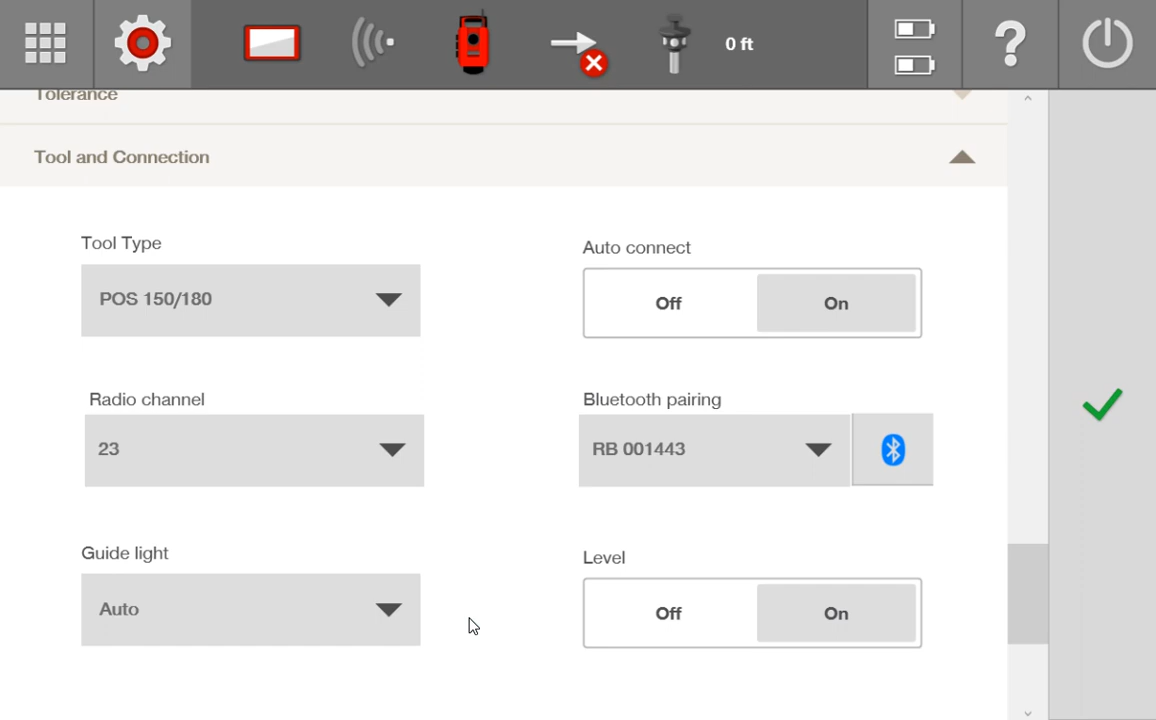 0 ft
Tolerance
Tool and Connection
Tool Type
Auto connect
POS 150/180
Off
On
Radio channel
Bluetooth pairing
23
RB 001443
Guide light
Level
Auto
Off
On